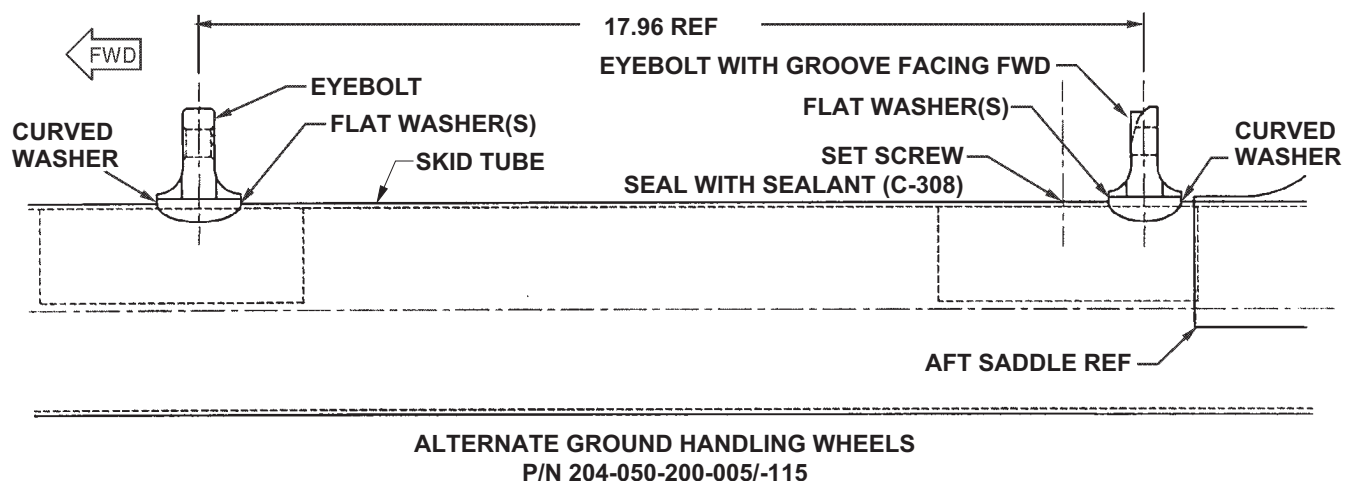 17.96 REF
FWD
EYEBOLT WITH GROOVE FACING FWD
EYEBOLT
FLAT WASHER(S)
FLAT WASHER(S)
CURVED
WASHER
CURVED
WASHER
SKID TUBE
SET SCREW
SEAL WITH SEALANT (C-308)
AFT SADDLE REF
ALTERNATE GROUND HANDLING WHEELS
P/N 204-050-200-005/-115